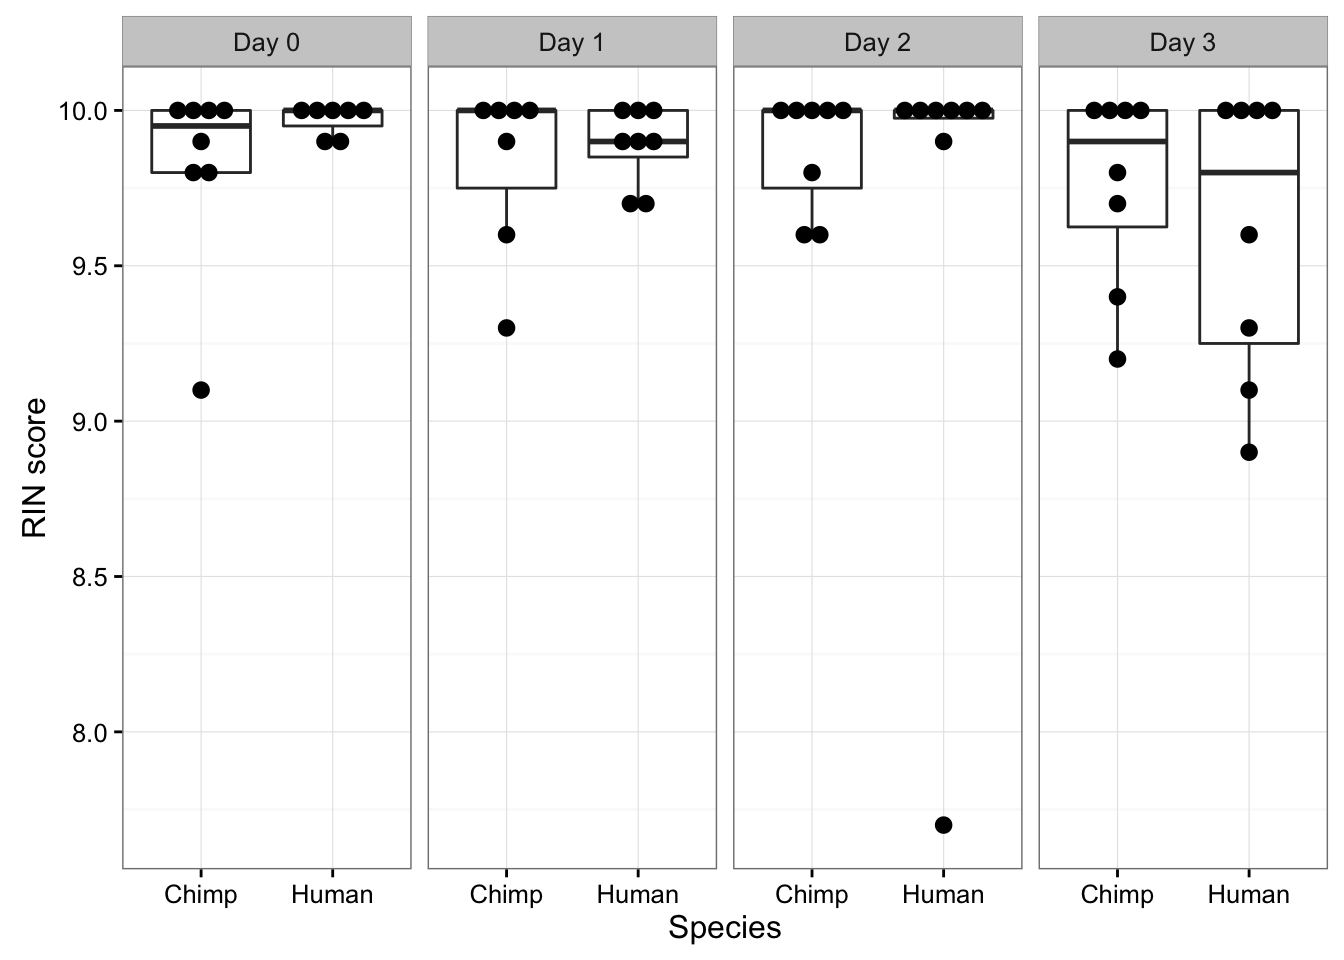 Day 0 Day 1 Day 2 Day 3
10.0
9.5
9.0
8.5
8.0
RIN score
Chimp Human Chimp Human Chimp Human Chimp Human
Species